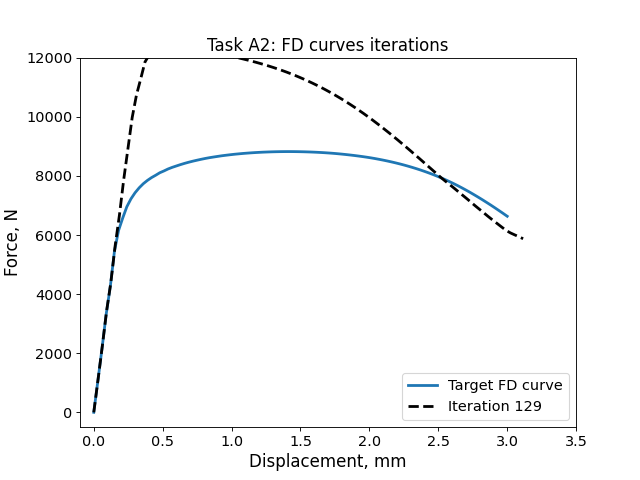 Task A2: FD curves iterations
12000
10000
8000
6000
4000
2000
0
Force, N
0.0 0.5 1.0 1.5 2.0 2.5 3.0 3.5
Displacement, mm
Target FD curve
Iteration 129